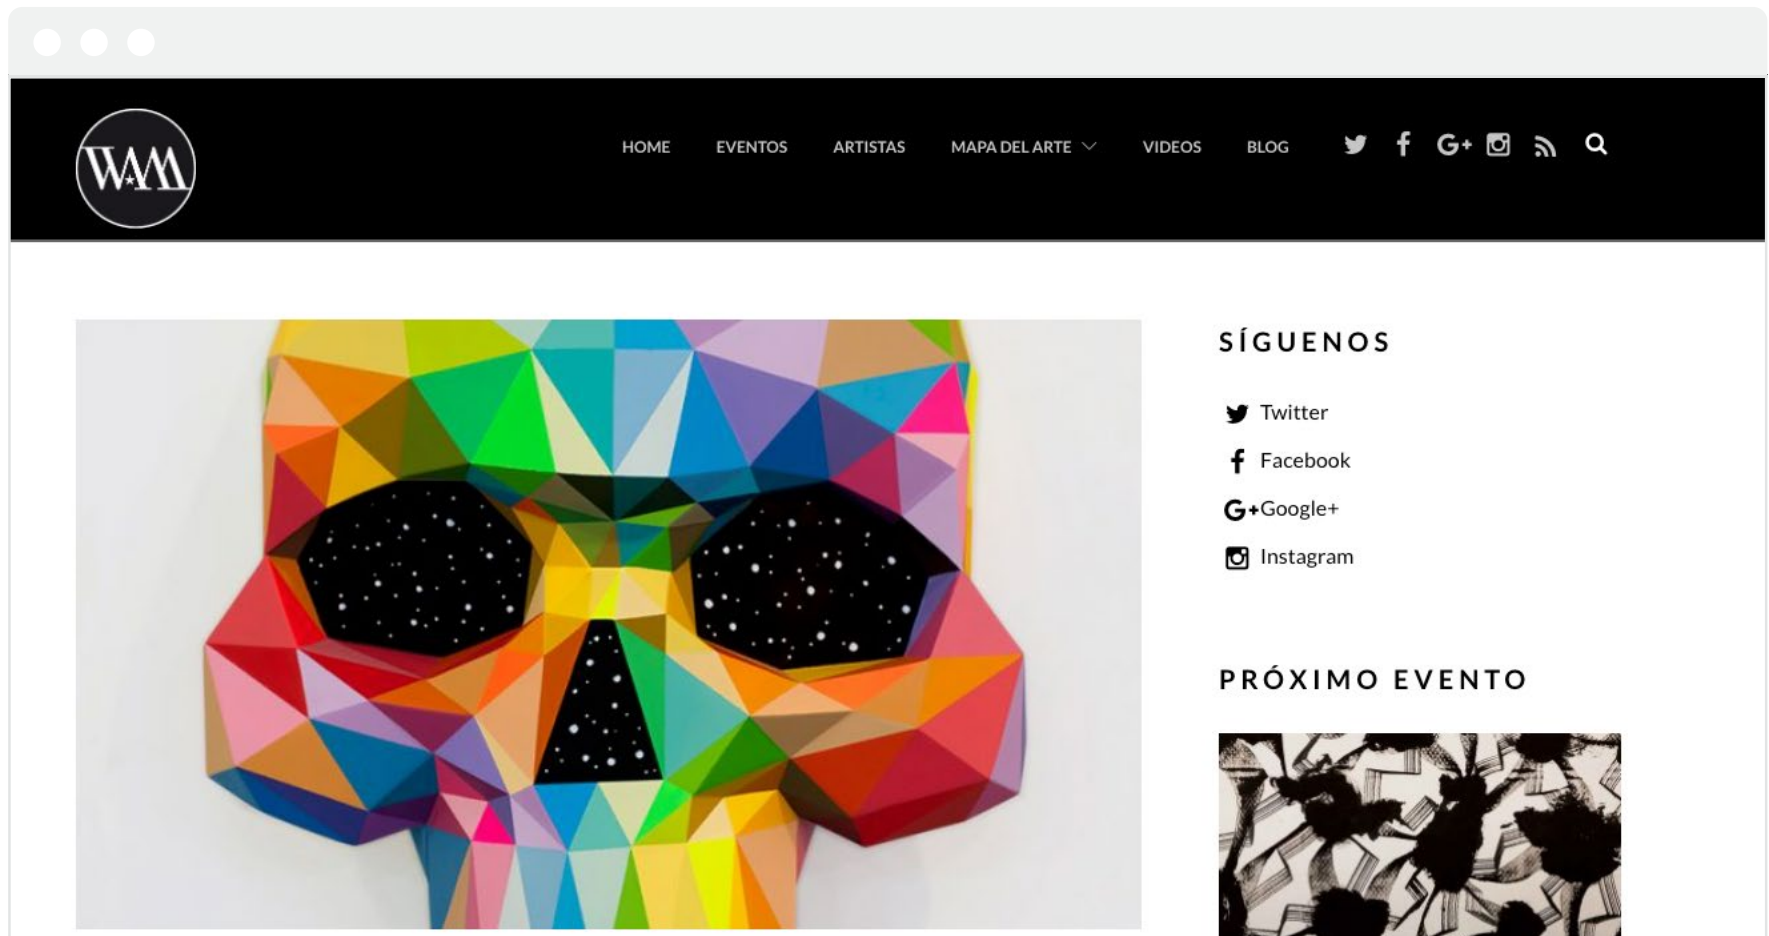 WAM
HOME EVENTOS ARTISTAS MAPA DEL ARTE VIDEOS BLOG
SÍGUENOS
Twitter
Facebook
Google+
Instagram
PRÓXIMO EVENTO